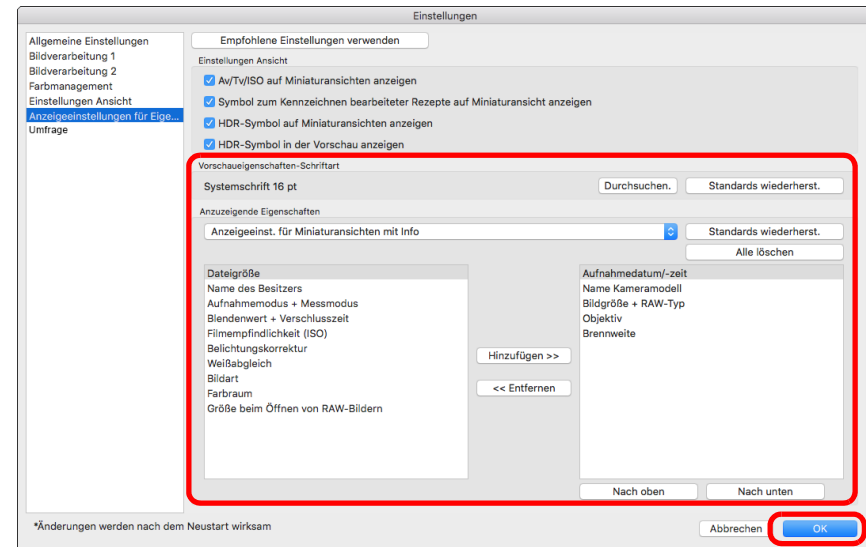 Einstellungen
Allgemeine Einstellungen
Bildverarbeitung 1
Bildverarbeitung 2
Farbmanagement
Einstellungen Ansicht
Anzeigeeinstellungen für Eige...
Umfrage
Empfohlene Einstellungen verwenden
Einstellungen Ansicht
Av/Tv/ISO auf Miniaturansichten anzeigen
Symbol zum Kennzeichnen bearbeiteter Rezepte auf Miniaturansicht anzeigen
HDR-Symbol auf Miniaturansichten anzeigen
HDR-Symbol in der Vorschau anzeigen
Vorschaueigenschaften-Schriftart
Systemschrift 16 pt
Durchsuchen.
Standards wiederherst.
Anzuzeigende Eigenschaften
Anzeigeeinst. für Miniaturansichten mit Info
Standards wiederherst.
Alle löschen
Dateigröße
Name des Besitzers
Aufnahmemodus + Messmodus
Blendenwert + Verschlusszeit
Filmempfindlichkeit (ISO)
Belichtungskorrektur
Weißabgleich
Bildart
Farbraum
Größe beim Öffnen von RAW-Bildern
Hinzufügen >>
<< Entfernen
Aufnahmedatum/-zeit
Name Kameramodell
Bildgröße + RAW-Typ
Objektiv
Brennweite
Nach oben
Nach unten
*Änderungen werden nach dem Neustart wirksam
Abbrechen
OK